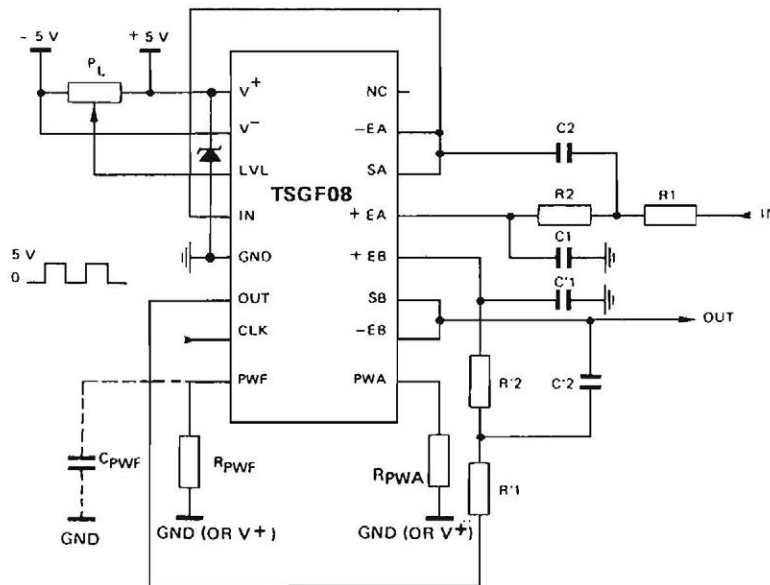 - 5 V
+ 5 V
PL
V+
V-
LVL
IN
GND
OUT
CLK
PWF
TSGF08
NC
-EA
SA
+ EA
+ EB
SB
-EB
PWA
C2
R2
R1
IN
C1
C'1
OUT
R'2
C'2
R'1
5 V
0
CPWF
GND
RPWF
GND (OR V+)
RPWA
GND (OR V+)